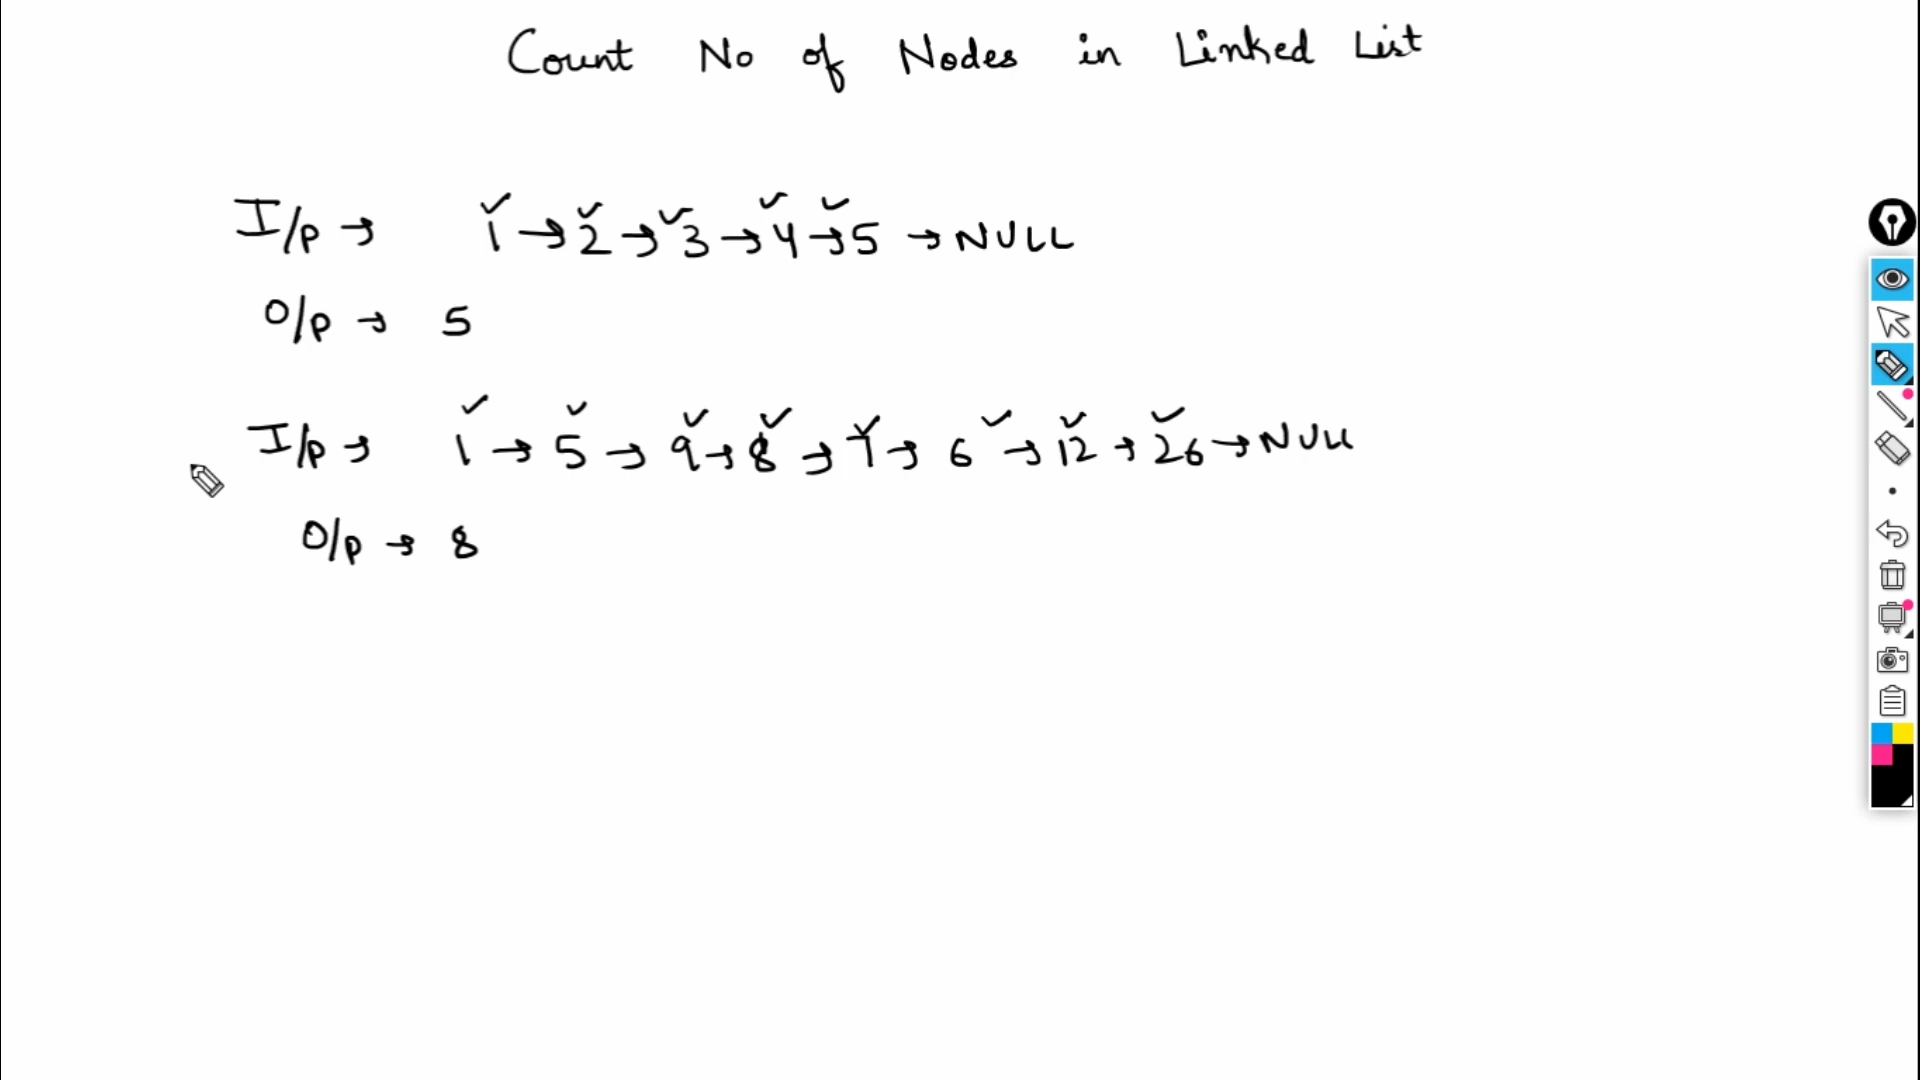 Count No of Nodes in Linked List
I/p → 1 → 2 → 3 → 4 → 5 → NULL
O/p → 5
I/p → 1 → 5 → 9 → 8 → 7 → 6 → 12 → 26 → NULL
O/p → 8